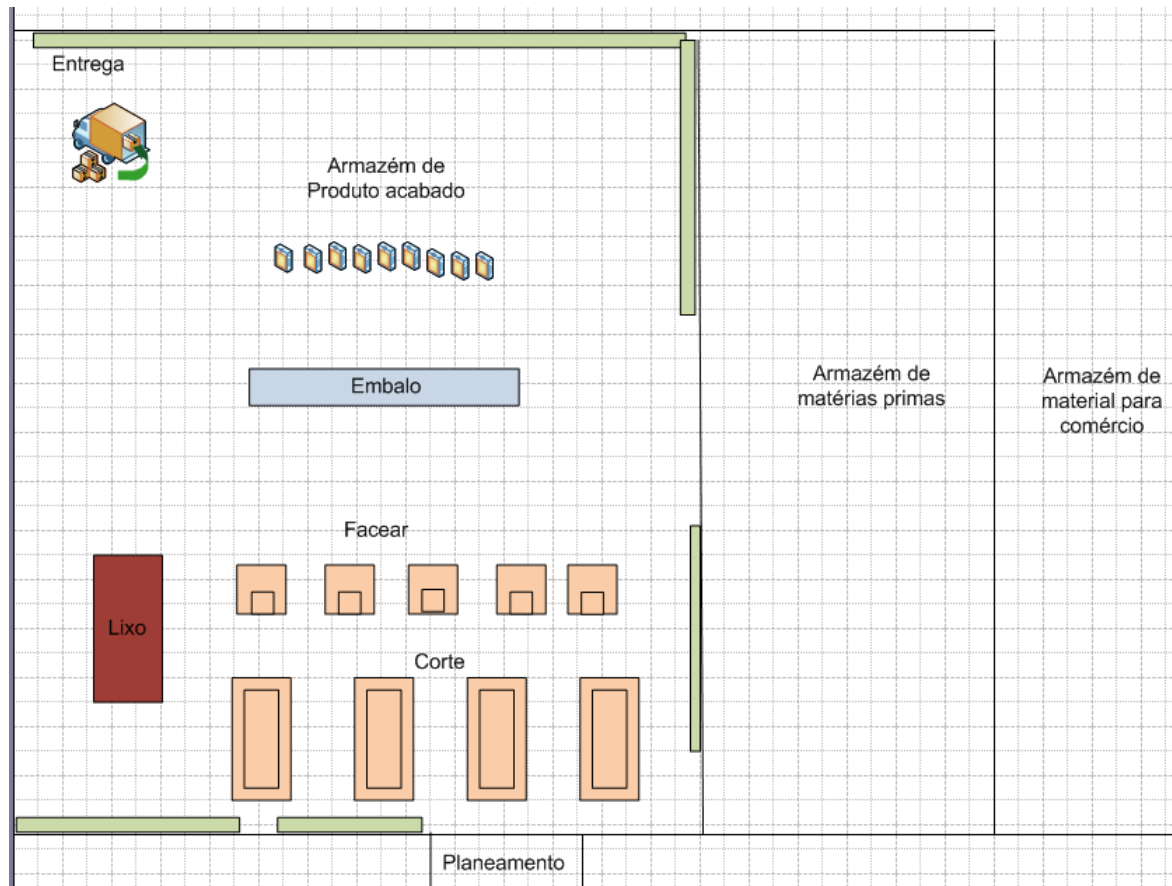 Entrega
Armazém de
Produto acabado
Embalo
Armazém de
matérias primas
Armazém de
material para
comércio
Facear
Lixo
Corte
Planeamento